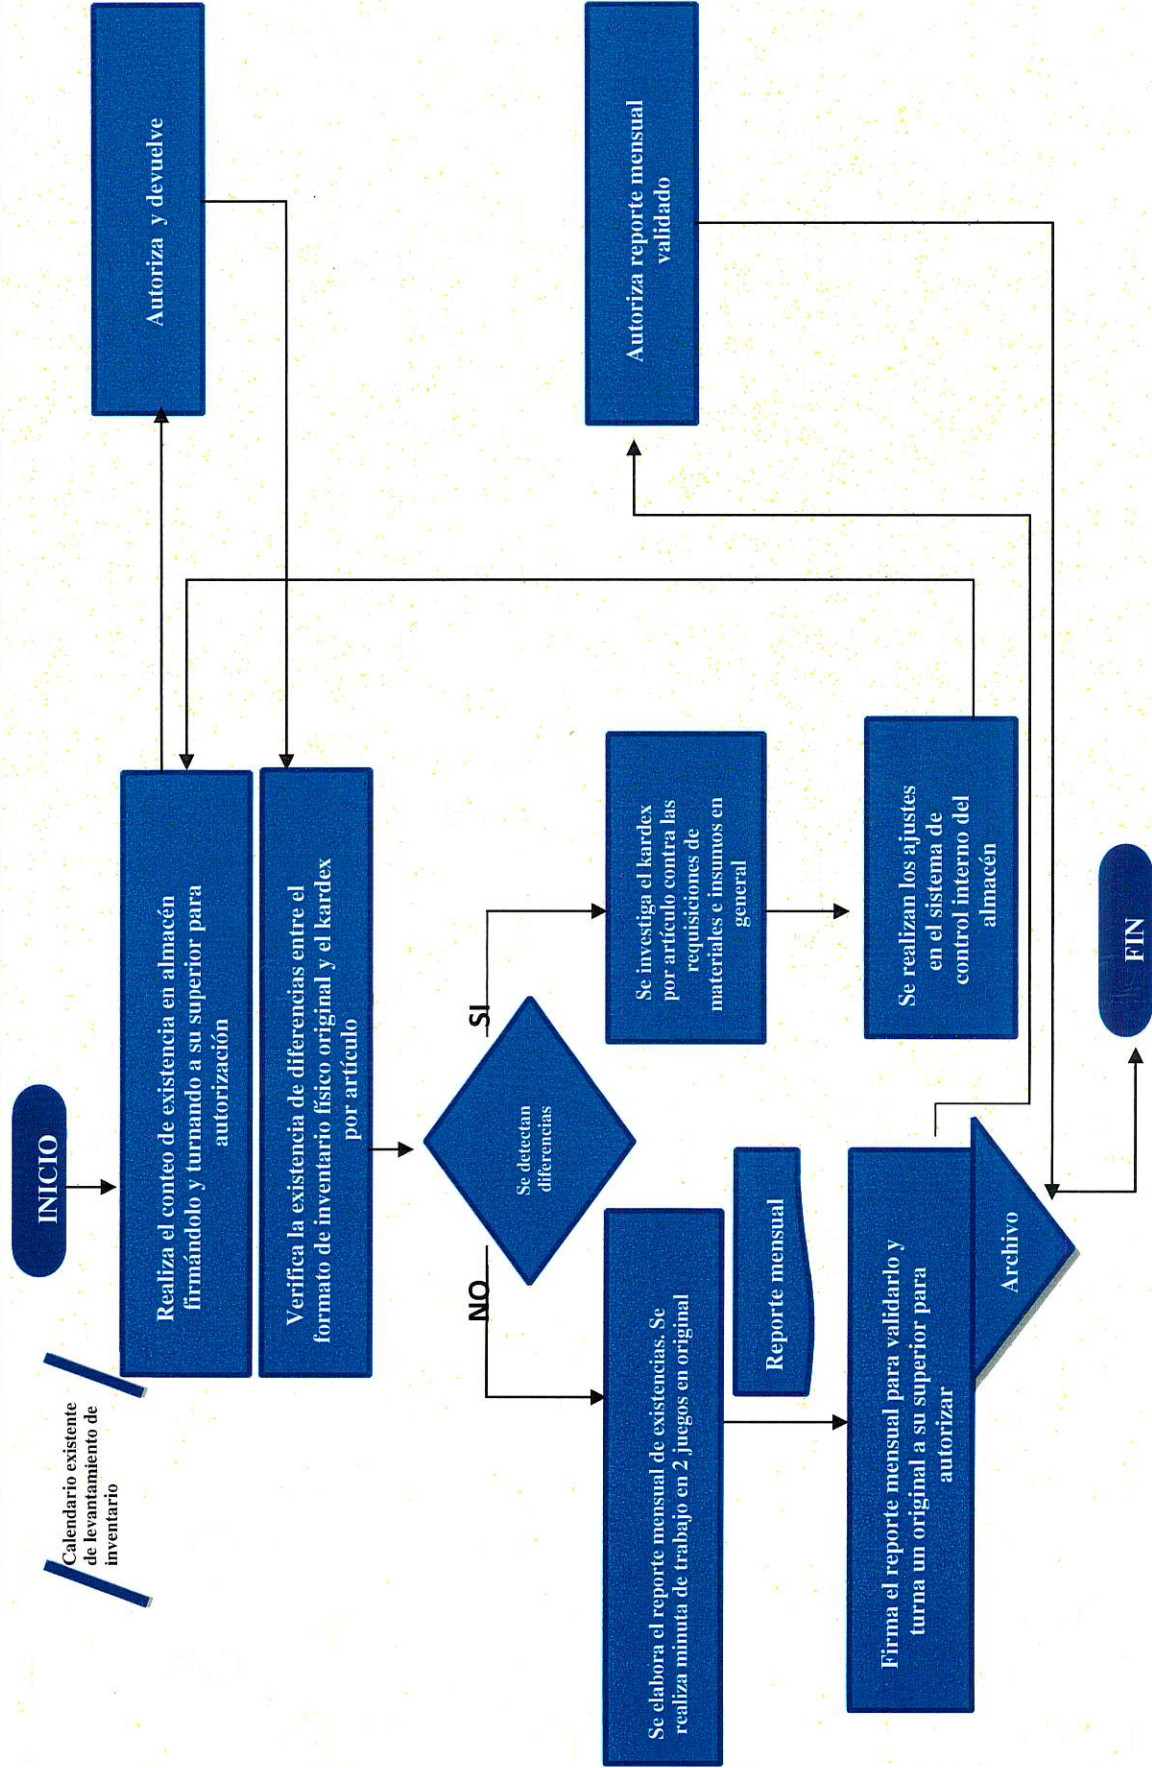 INICIO
Calendario existente
de levantamiento de
inventario
Realiza el conteo de existencia en almacén
firmándolo y turnando a su superior para
autorización
Autoriza y devuelve
Verifica la existencia de diferencias entre el
formato de inventario físico original y el kardex
por artículo
Se detectan
diferencias
NO
SI
Se elabora el reporte mensual de existencias. Se
realiza minuta de trabajo en 2 juegos en original
Reporte mensual
Se investiga el kardex
por artículo contra las
requisiciones de
materiales e insumos en
general
Autoriza reporte mensual
validado
Firma el reporte mensual para validarlo y
turna un original a su superior para
autorizar
Archivo
Se realizan los ajustes
en el sistema de
control interno del
almacén
FIN